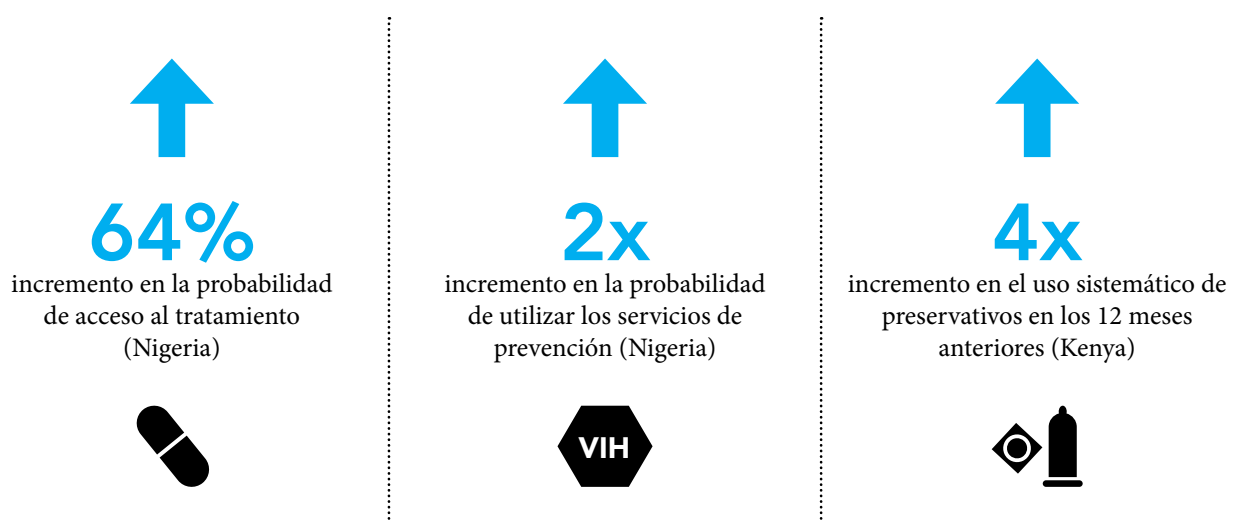 64%
incremento en la probabilidad
de acceso al tratamiento
(Nigeria)
2x
incremento en la probabilidad
de utilizar los servicios de
prevención (Nigeria)
VIH
4x
incremento en el uso sistemático de
preservativos en los 12 meses
anteriores (Kenya)